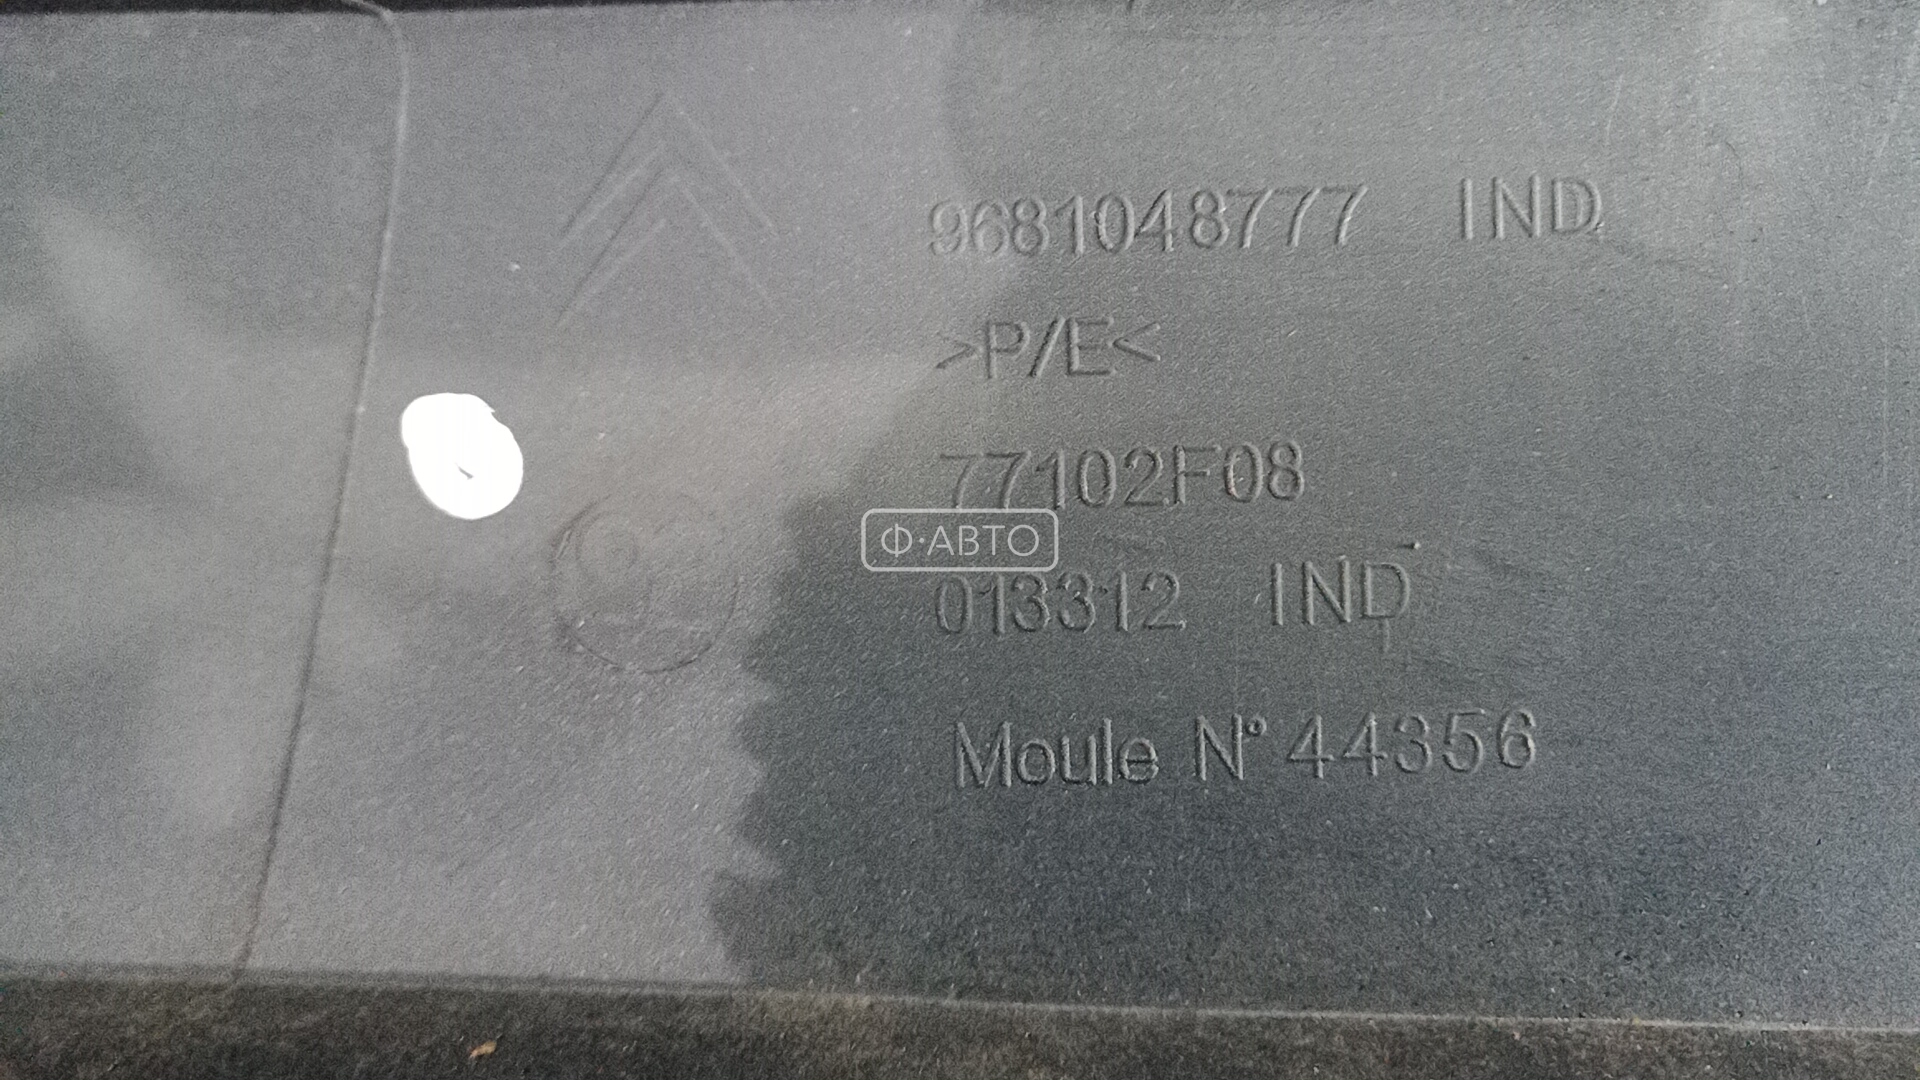 9681048777 IND
>P/E<
77102F08
Ф·АВТО
013312 IND
Moule N° 44356